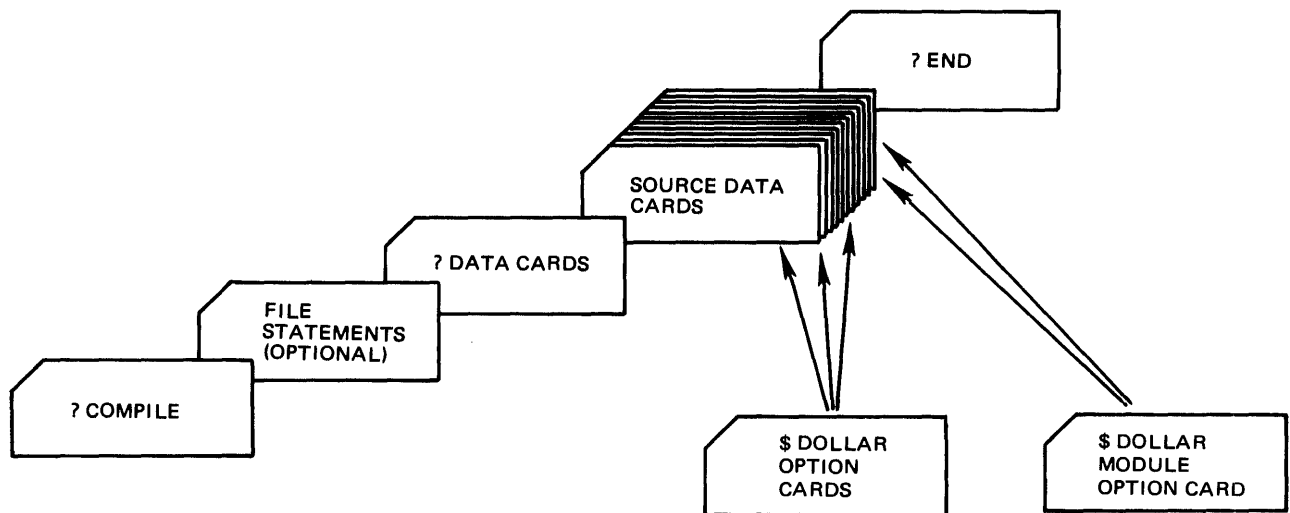 ? END
SOURCE DATA
CARDS
? DATA CARDS
FILE
STATEMENTS
(OPTIONAL)
? COMPILE
$ DOLLAR
OPTION
CARDS
$ DOLLAR
MODULE
OPTION CARD